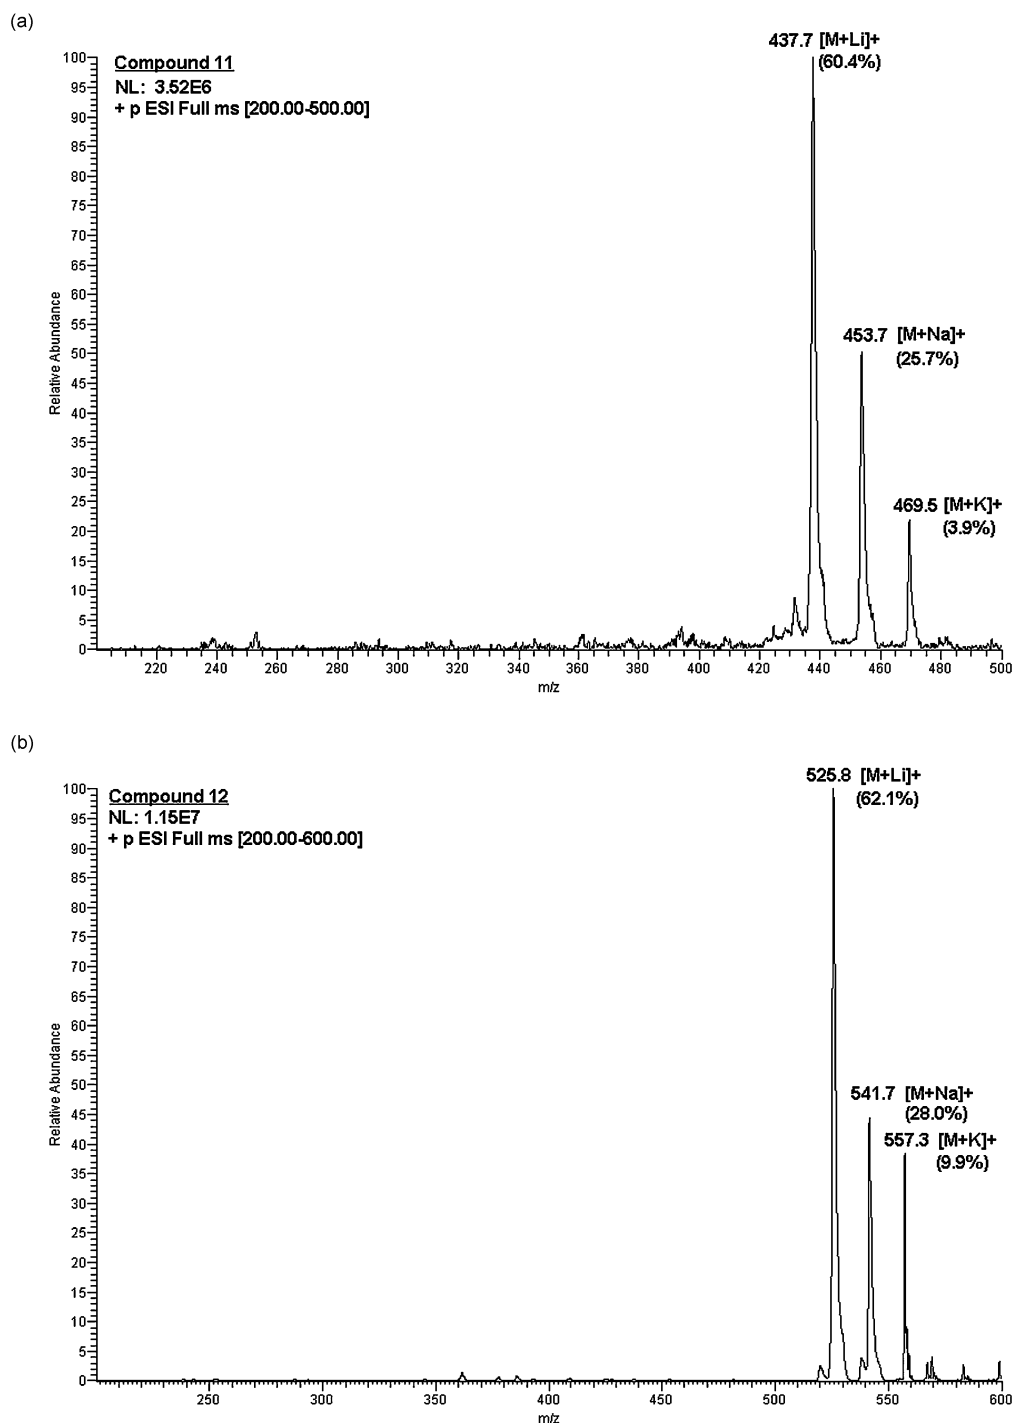 (a)
437.7 [M+Li]+
(60.4%)
Compound 11
NL: 3.52E6
+ p ESI Full ms [200.00-500.00]
453.7 [M+Na]+
(25.7%)
469.5 [M+K]+
(3.9%)
Relative Abundance
100
95
90
85
80
75
70
65
60
55
50
45
40
35
30
25
20
15
10
5
0
220 240 260 280 300 320 340 360 380 400 420 440 460 480 500
m/z
(b)
525.8 [M+Li]+
(62.1%)
Compound 12
NL: 1.15E7
+ p ESI Full ms [200.00-600.00]
541.7 [M+Na]+
(28.0%)
557.3 [M+K]+
(9.9%)
Relative Abundance
100
95
90
85
80
75
70
65
60
55
50
45
40
35
30
25
20
15
10
5
0
250 300 350 400 450 500 550 600
m/z